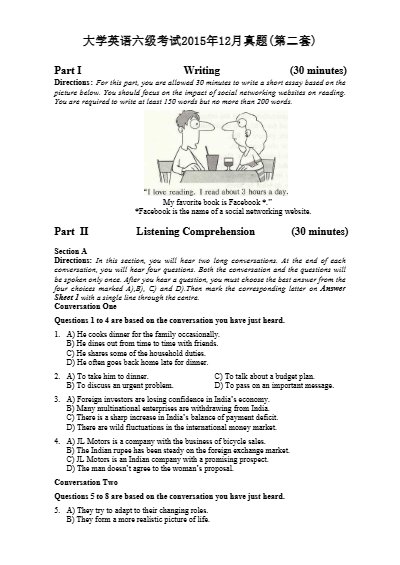 大学英语六级考试2015年12月真题(第二套)
Part I Writing (30 minutes)
Directions: For this part, you are allowed 30 minutes to write a short essay based on the
picture below. You should focus on the impact of social networking websites on reading.
You are required to write at least 150 words but no more than 200 words.
"I love reading. I read about 3 hours a day.
My favorite book is Facebook *."
*Facebook is the name of a social networking website.
Part II Listening Comprehension (30 minutes)
Section A
Directions: In this section, you will hear two long conversations. At the end of each
conversation, you will hear four questions. Both the conversation and the questions will
be spoken only once. After you hear a question, you must choose the best answer from the
four choices marked A),B), C) and D).Then mark the corresponding letter on Answer
Sheet 1 with a single line through the centre.
Conversation One
Questions 1 to 4 are based on the conversation you have just heard.
1. A) He cooks dinner for the family occasionally.
B) He dines out from time to time with friends.
C) He shares some of the household duties.
D) He often goes back home late for dinner.
2. A) To take him to dinner. C) To talk about a budget plan.
B) To discuss an urgent problem. D) To pass on an important message.
3. A) Foreign investors are losing confidence in India's economy.
B) Many multinational enterprises are withdrawing from India.
C) There is a sharp increase in India's balance of payment deficit.
D) There are wild fluctuations in the international money market.
4. A) JL Motors is a company with the business of bicycle sales.
B) The Indian rupee has been steady on the foreign exchange market.
C) JL Motors is an Indian company with a promising prospect.
D) The man doesn't agree to the woman's proposal.
Conversation Two
Questions 5 to 8 are based on the conversation you have just heard.
5. A) They try to adapt to their changing roles.
B) They form a more realistic picture of life.